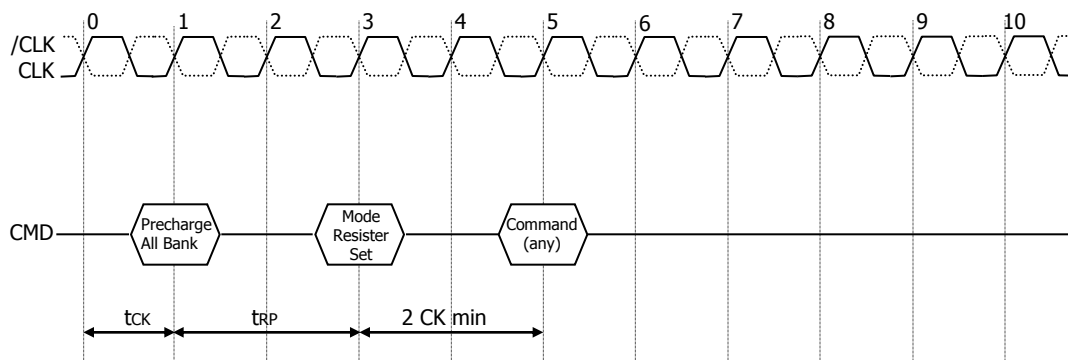 0 1 2 3 4 5 6 7 8 9 10
/CLK
CLK
CMD
Precharge
All Bank
Mode
Resister
Set
Command
(any)
tCK
tRP
2 CK min